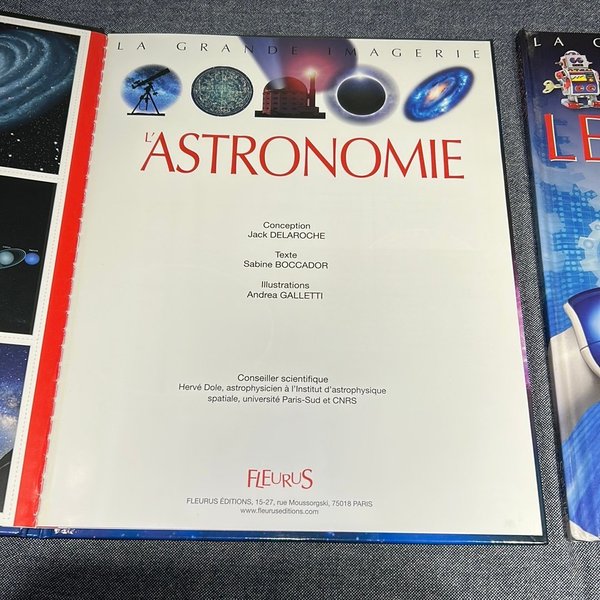 LA GRANDE IMAGERIE
L'ASTRONOMIE
Conception
Jack DELAROCHE
Texte
Sabine BOCCADOR
Illustrations
Andrea GALLETTI
Conseiller scientifique
Hervé Dole, astrophysicien à l'Institut d'astrophysique
spatiale, université Paris-Sud et CNRS
FLEURUS
FLEURUS ÉDITIONS, 15-27, rue Moussorgski, 75018 PARIS
www.fleuruseditions.com
LA
LE